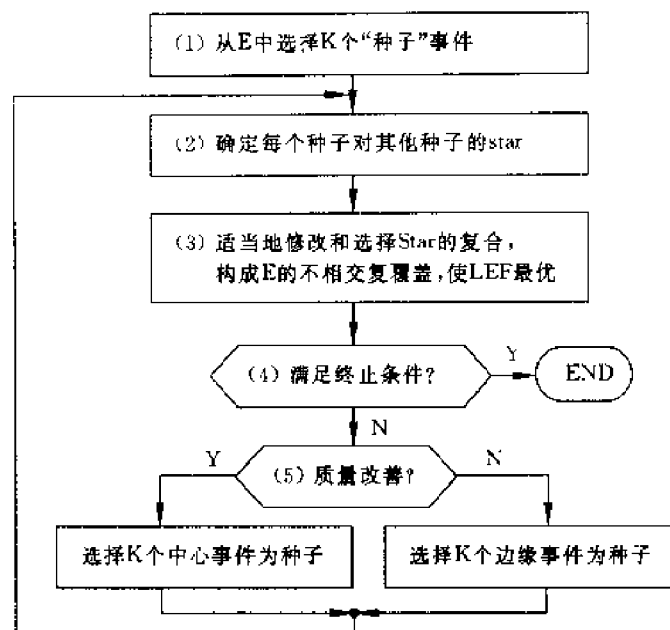 (1) 从E中选择K个“种子”事件
(2) 确定每个种子对其他种子的star
(3) 适当地修改和选择Star的复合，
构成E的不相交复覆盖，使LEF最优
(4) 满足终止条件？
Y
END
N
Y
(5) 质量改善？
N
选择K个中心事件为种子
选择K个边缘事件为种子